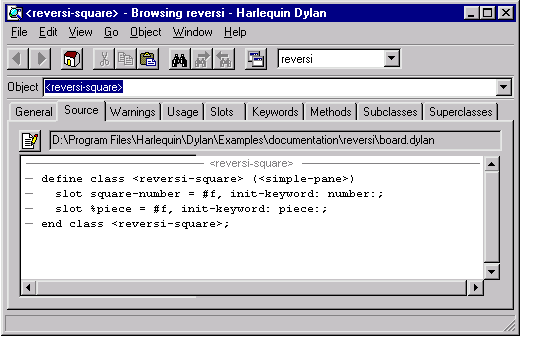 <reversi-square> - Browsing reversi - Harlequin Dylan
File Edit View Go Object Window Help
reversi
Object <reversi-square>
General Source Warnings Usage Slots Keywords Methods Subclasses Superclasses
D:\Program Files\Harlequin\Dylan\Examples\documentation\reversi\board.dylan
<reversi-square>
define class <reversi-square> (<simple-pane>)
slot square-number = #f, init-keyword: number:;
slot %piece = #f, init-keyword: piece:;
end class <reversi-square>;